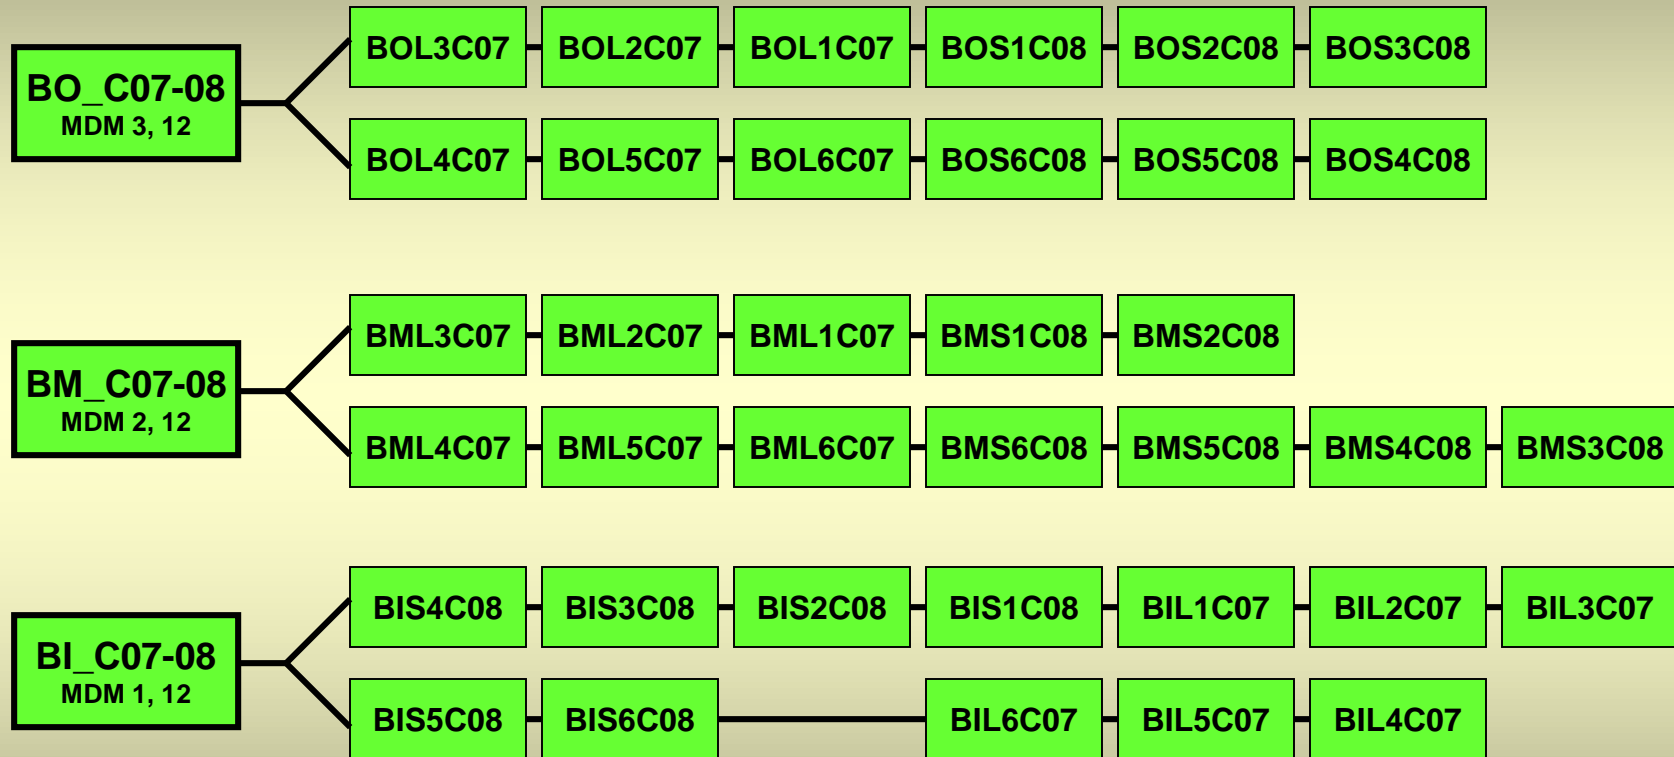 BO_C07-08
MDM 3, 12
BOL3C07 BOL2C07 BOL1C07 BOS1C08 BOS2C08 BOS3C08
BOL4C07 BOL5C07 BOL6C07 BOS6C08 BOS5C08 BOS4C08
BM_C07-08
MDM 2, 12
BML3C07 BML2C07 BML1C07 BMS1C08 BMS2C08
BML4C07 BML5C07 BML6C07 BMS6C08 BMS5C08 BMS4C08 BMS3C08
BI_C07-08
MDM 1, 12
BIS4C08 BIS3C08 BIS2C08 BIS1C08 BIL1C07 BIL2C07 BIL3C07
BIS5C08 BIS6C08 BIL6C07 BIL5C07 BIL4C07